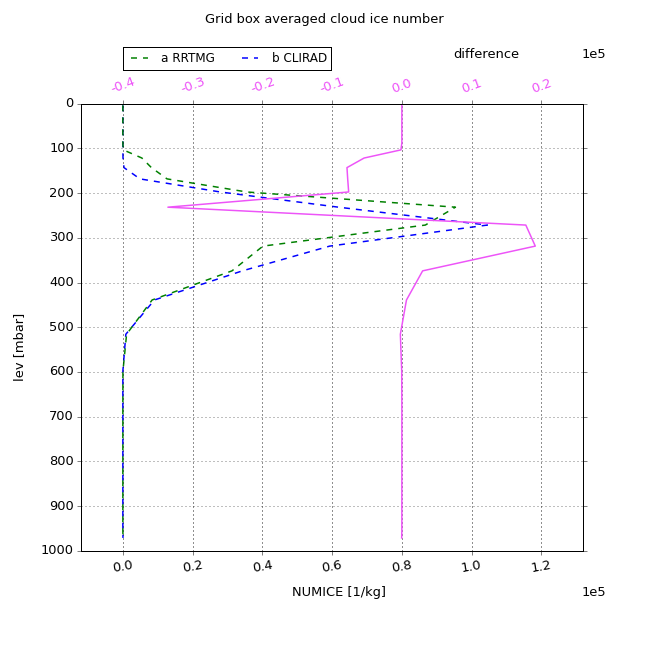 Grid box averaged cloud ice number
a RRTMG b CLIRAD difference 1e5
-0.4 -0.3 -0.2 -0.1 0.0 0.1 0.2
0
100
200
300
400
500
600
700
800
900
1000
lev [mbar]
0.0 0.2 0.4 0.6 0.8 1.0 1.2
NUMICE [1/kg] 1e5